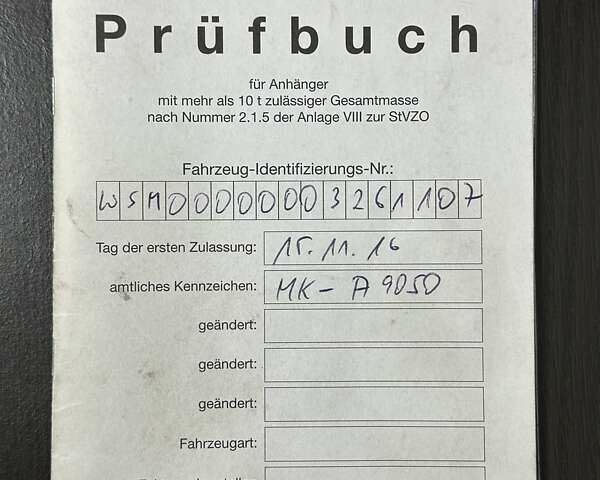 Prüfbuch
für Anhänger
mit mehr als 10 t zulässiger Gesamtmasse
nach Nummer 2.1.5 der Anlage VIII zur StVZO
Fahrzeug-Identifizierungs-Nr.:
WSM00000003261107
Tag der ersten Zulassung: 15.11.16
amtliches Kennzeichen: MK-A 9050
geändert:
geändert:
geändert:
Fahrzeugart: